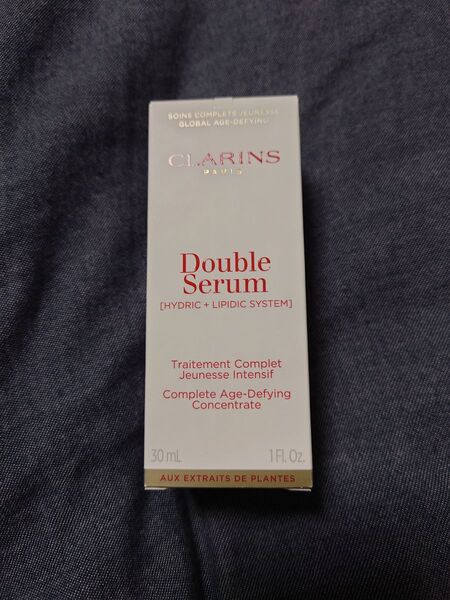 SOINE COMPLETE JEUNESSE
GLOBAL AGE-DEFYING
CLARINS
PARIS
Double
Serum
[HYDRIC + LIPIDIC SYSTEM]
Traitement Complet
Jeunesse Intensif
Complete Age-Defying
Concentrate
30 mL 1 Fl. Oz.
AUX EXTRAITS DE PLANTES